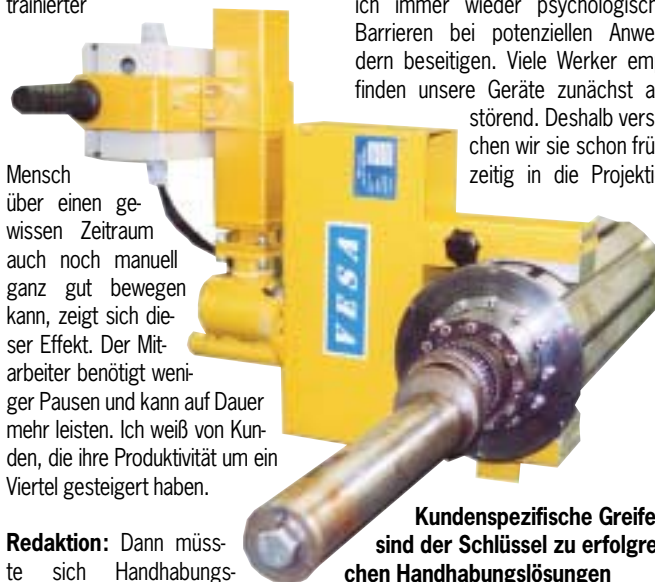 trainierter
Mensch
über einen ge-
wissen Zeitraum
auch noch manuell
ganz gut bewegen
kann, zeigt sich die-
ser Effekt. Der Mit-
arbeiter benötigt weni-
ger Pausen und kann auf Dauer
mehr leisten. Ich weiß von Kun-
den, die ihre Produktivität um ein
Viertel gesteigert haben.
Redaktion: Dann müss-
te sich Handhabungs-
ich immer wieder psychologisch
Barrieren bei potenziellen Anwe
dern beseitigen. Viele Werker em
finden unsere Geräte zunächst a
störend. Deshalb vers
chen wir sie schon frü
zeitig in die Projekti
VESA
Kundenspezifische Greife
sind der Schlüssel zu erfolgre
chen Handhabungslösungen